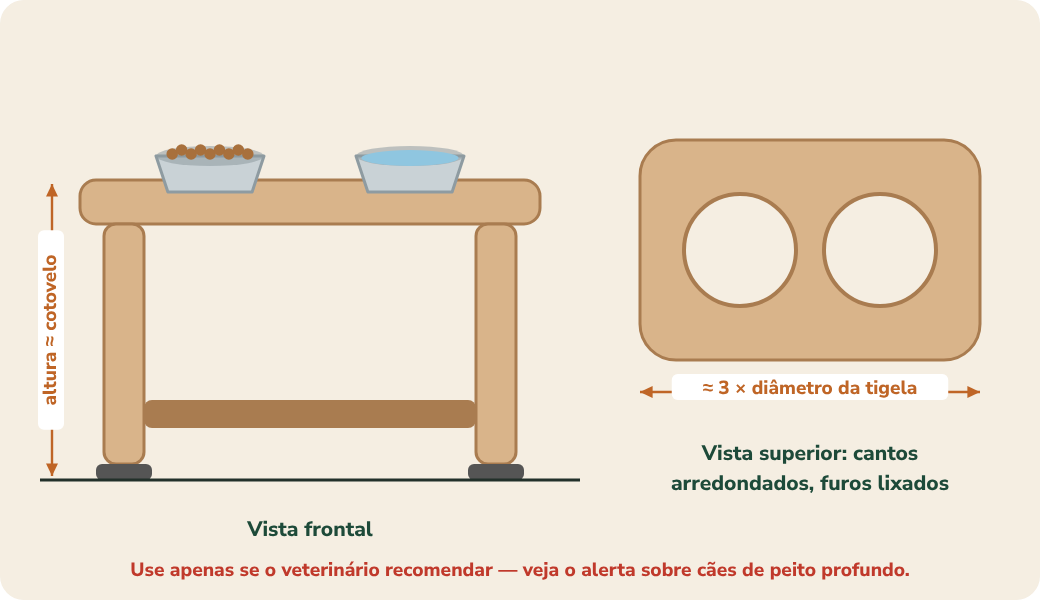 altura ≈ cotovelo
≈ 3 × diâmetro da tigela
Vista superior: cantos
arredondados, furos lixados
Vista frontal
Use apenas se o veterinário recomendar — veja o alerta sobre cães de peito profundo.